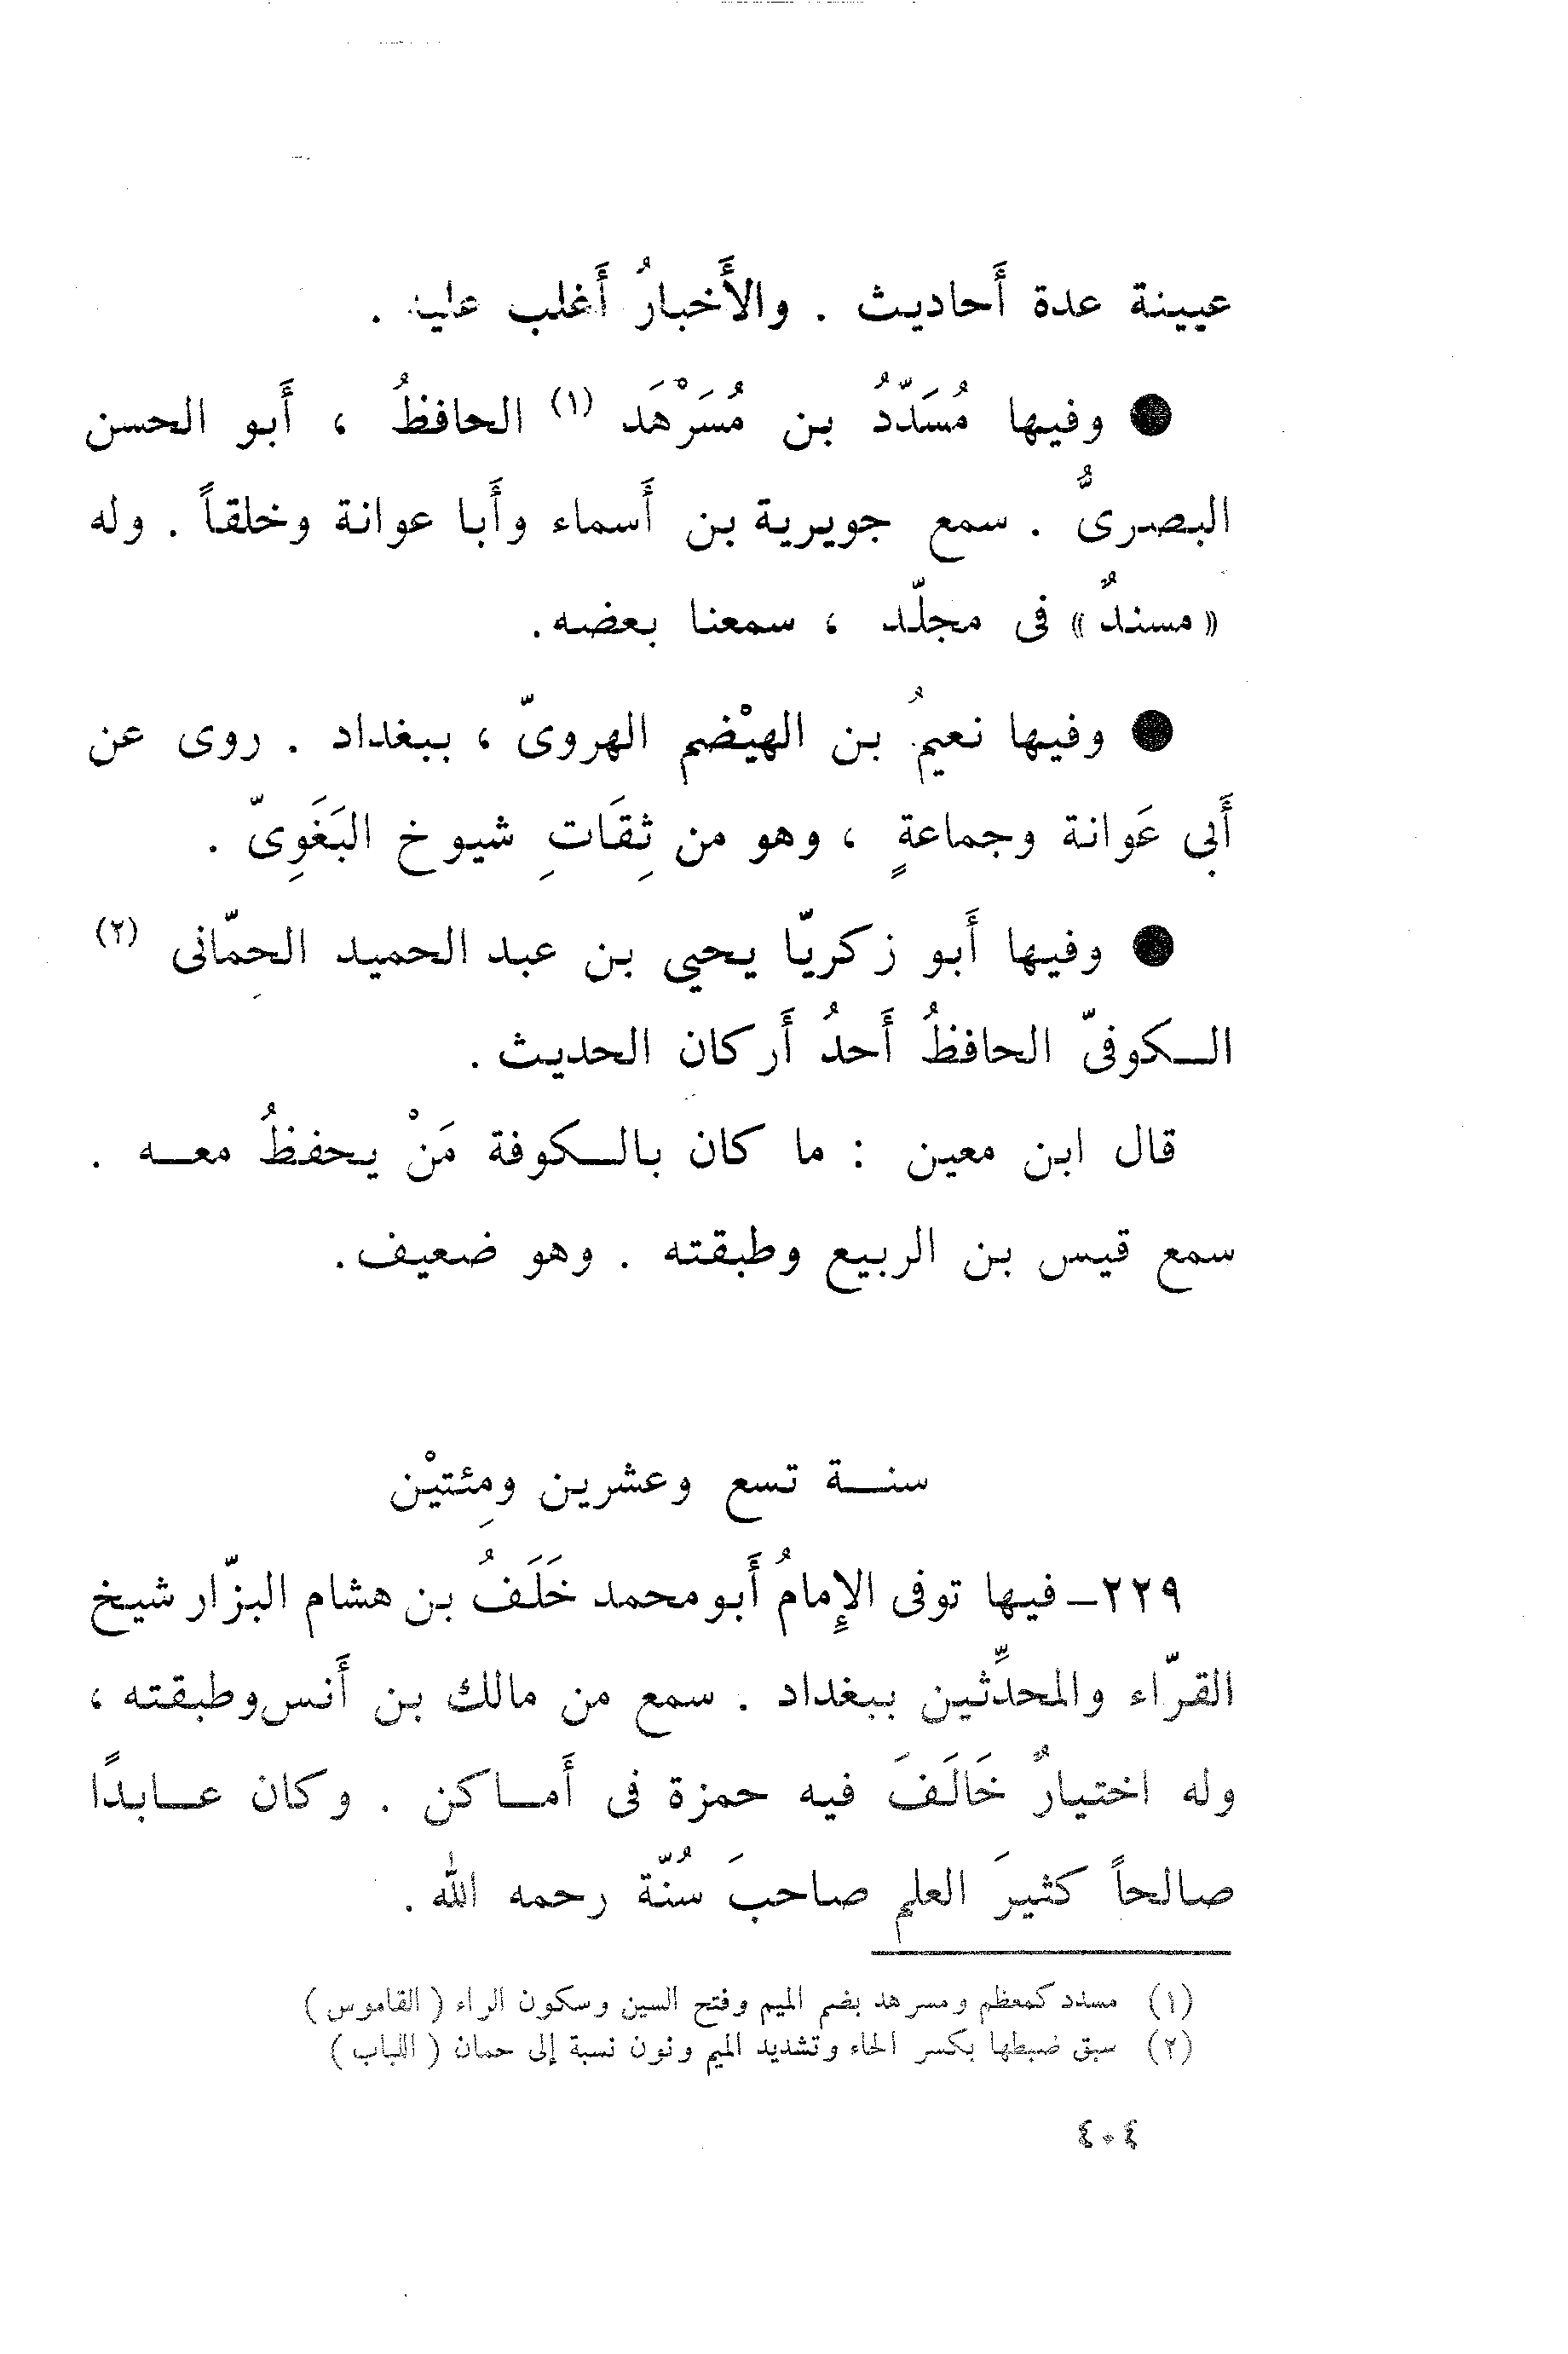 عيينة عدة أَحاديث . والأَخبارُ أَغلب عليه .
● وفيها مُسَدّدُ بن مُسَرْهَد (١) الحافظُ ، أَبو الحسن
البصرىُّ . سمع جويرية بن أَسماء وأَبا عوانة وخلقاً . وله
«مسندٌ» فى مجلّد ، سمعنا بعضه.
● وفيها نعيمُ بن الهيْضم الهروىّ ، ببغداد . روى عن
أَبى عَوانة وجماعةٍ ، وهو من ثِقَاتِ شيوخ البَغَوِىّ .
● وفيها أَبو زكريّا يحيى بن عبد الحميد الحِمّانى (٢)
الكوفىّ الحافظُ أَحدُ أَركان الحديث .
قال ابن معين : ما كان بالكوفة مَنْ يحفظُ معه .
سمع قيس بن الربيع وطبقته . وهو ضعيف.
سنة تسع وعشرين ومِئتيْن
٢٢٩- فيها توفى الإِمامُ أَبو محمد خَلَفُ بن هشام البزّار شيخ
القرّاء والمحدِّثين ببغداد . سمع من مالك بن أَنس وطبقته ،
وله اختيارٌ خَالَفَ فيه حمزة فى أَماكن . وكان عابدًا
صالحاً كثيرَ العلم صاحبَ سُنّة رحمه الله .
(١) مسدد كمعظم ومسرهد بضم الميم وفتح السين وسكون الراء ( القاموس )
(٢) سبق ضبطها بكسر الحاء وتشديد الميم ونون نسبة إلى حمان ( اللباب )
٤٠٤